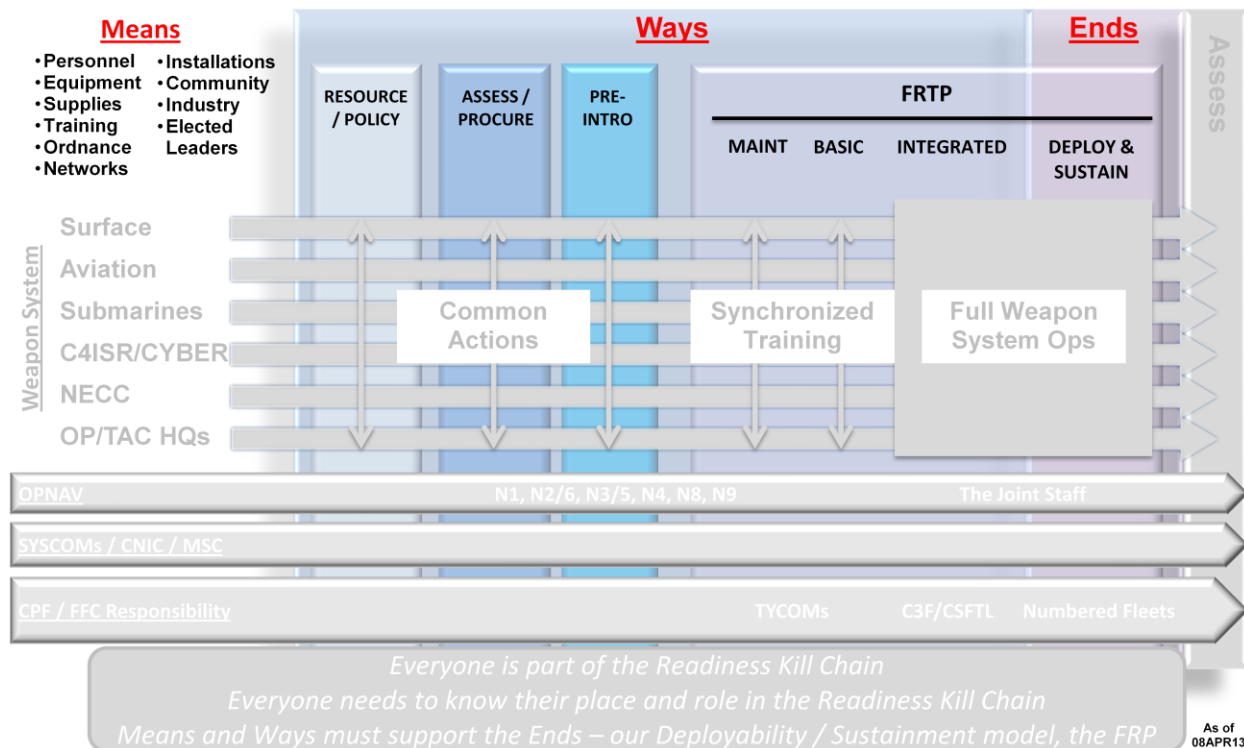 Means
•Personnel
•Equipment
•Supplies
•Training
•Ordnance
•Networks
•Installations
•Community
•Industry
•Elected
Leaders
Ways
Ends
Assess
RESOURCE
/ POLICY
ASSESS /
PROCURE
PRE-
INTRO
FRTP
MAINT
BASIC
INTEGRATED
DEPLOY &
SUSTAIN
Weapon System
Surface
Aviation
Submarines
C4ISR/CYBER
NECC
OP/TAC HQs
Common
Actions
Synchronized
Training
Full Weapon
System Ops
OPNAV
N1, N2/6, N3/5, N4, N8, N9
The Joint Staff
SYSCOMs / CNIC / MSC
CPF / FFC Responsibility
TYCOMs
C3F/CSFTL
Numbered Fleets
Everyone is part of the Readiness Kill Chain
Everyone needs to know their place and role in the Readiness Kill Chain
Means and Ways must support the Ends – our Deployability / Sustainment model, the FRP
As of
08APR13